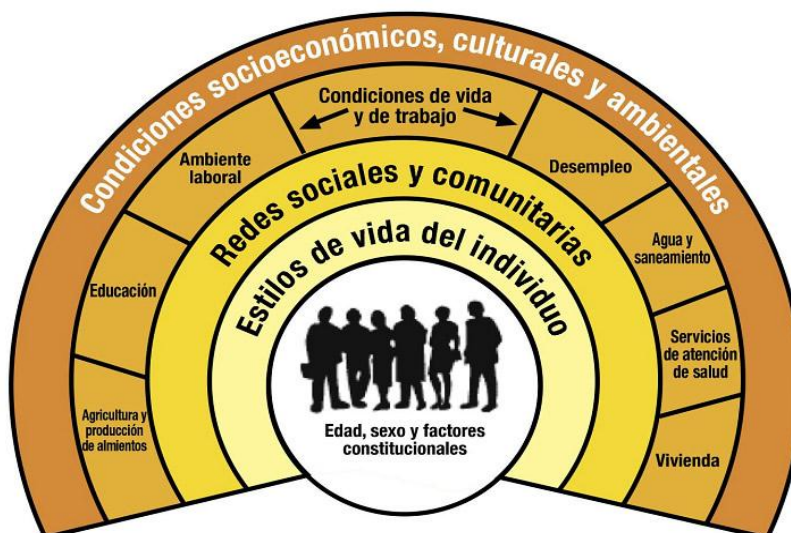 Condiciones socioeconómicos, culturales y ambientales
Condiciones de vida
y de trabajo
Ambiente
laboral
Desempleo
Educación
Agua y
saneamiento
Agricultura y
producción
de almientos
Servicios
de atención
de salud
Vivienda
Redes sociales y comunitarias
Estilos de vida del individuo
Edad, sexo y factores
constitucionales